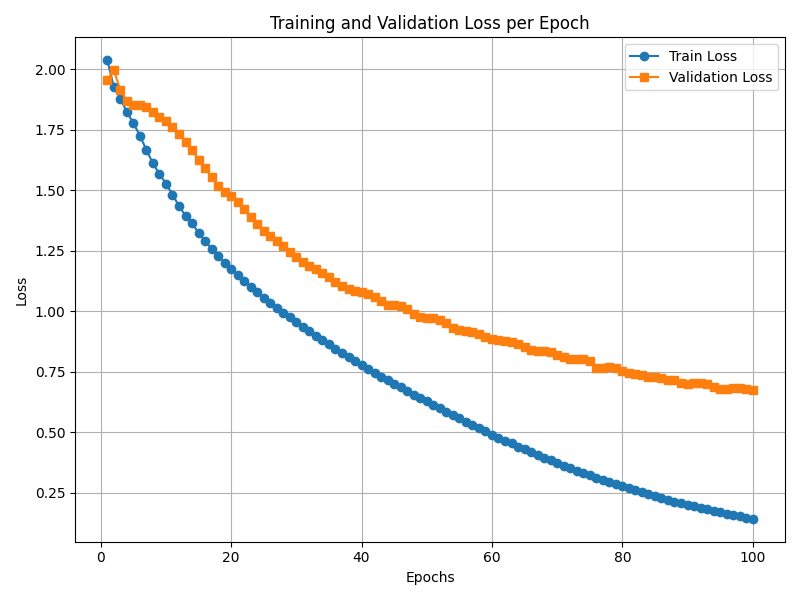 Training and Validation Loss per Epoch
Train Loss
Validation Loss
2.00
1.75
1.50
1.25
1.00
0.75
0.50
0.25
Loss
0 20 40 60 80 100
Epochs